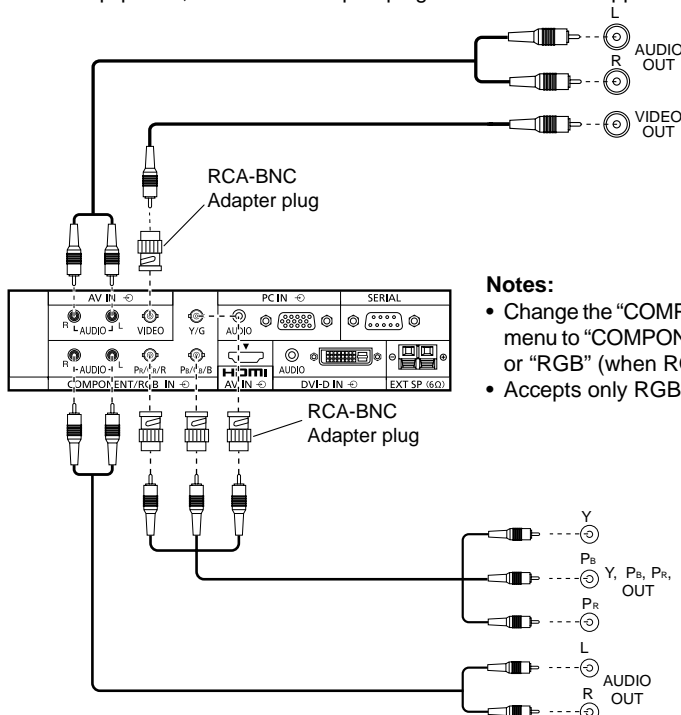 L
AUDIO
OUT
R
VIDEO
OUT
RCA-BNC
Adapter plug
AV IN
PC IN
SERIAL
R AUDIO L
VIDEO
Y/G
AUDIO
R AUDIO L
PR/CR/R
PB/CB/B
HDMI
AUDIO
COMPONENT/RGB IN
AV IN
DVI-D IN
EXT SP (6Ω)
Notes:
• Change the “COMP
menu to “COMPON
or “RGB” (when RG
• Accepts only RGB
RCA-BNC
Adapter plug
Y
PB
Y, PB, PR,
OUT
PR
L
AUDIO
OUT
R